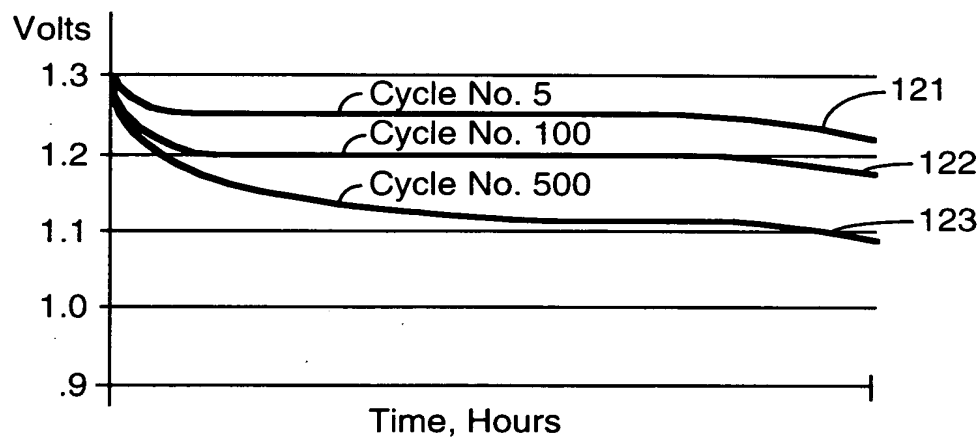 Volts
1.3
Cycle No. 5
121
Cycle No. 100
1.2
122
Cycle No. 500
123
1.1
1.0
.9
Time, Hours